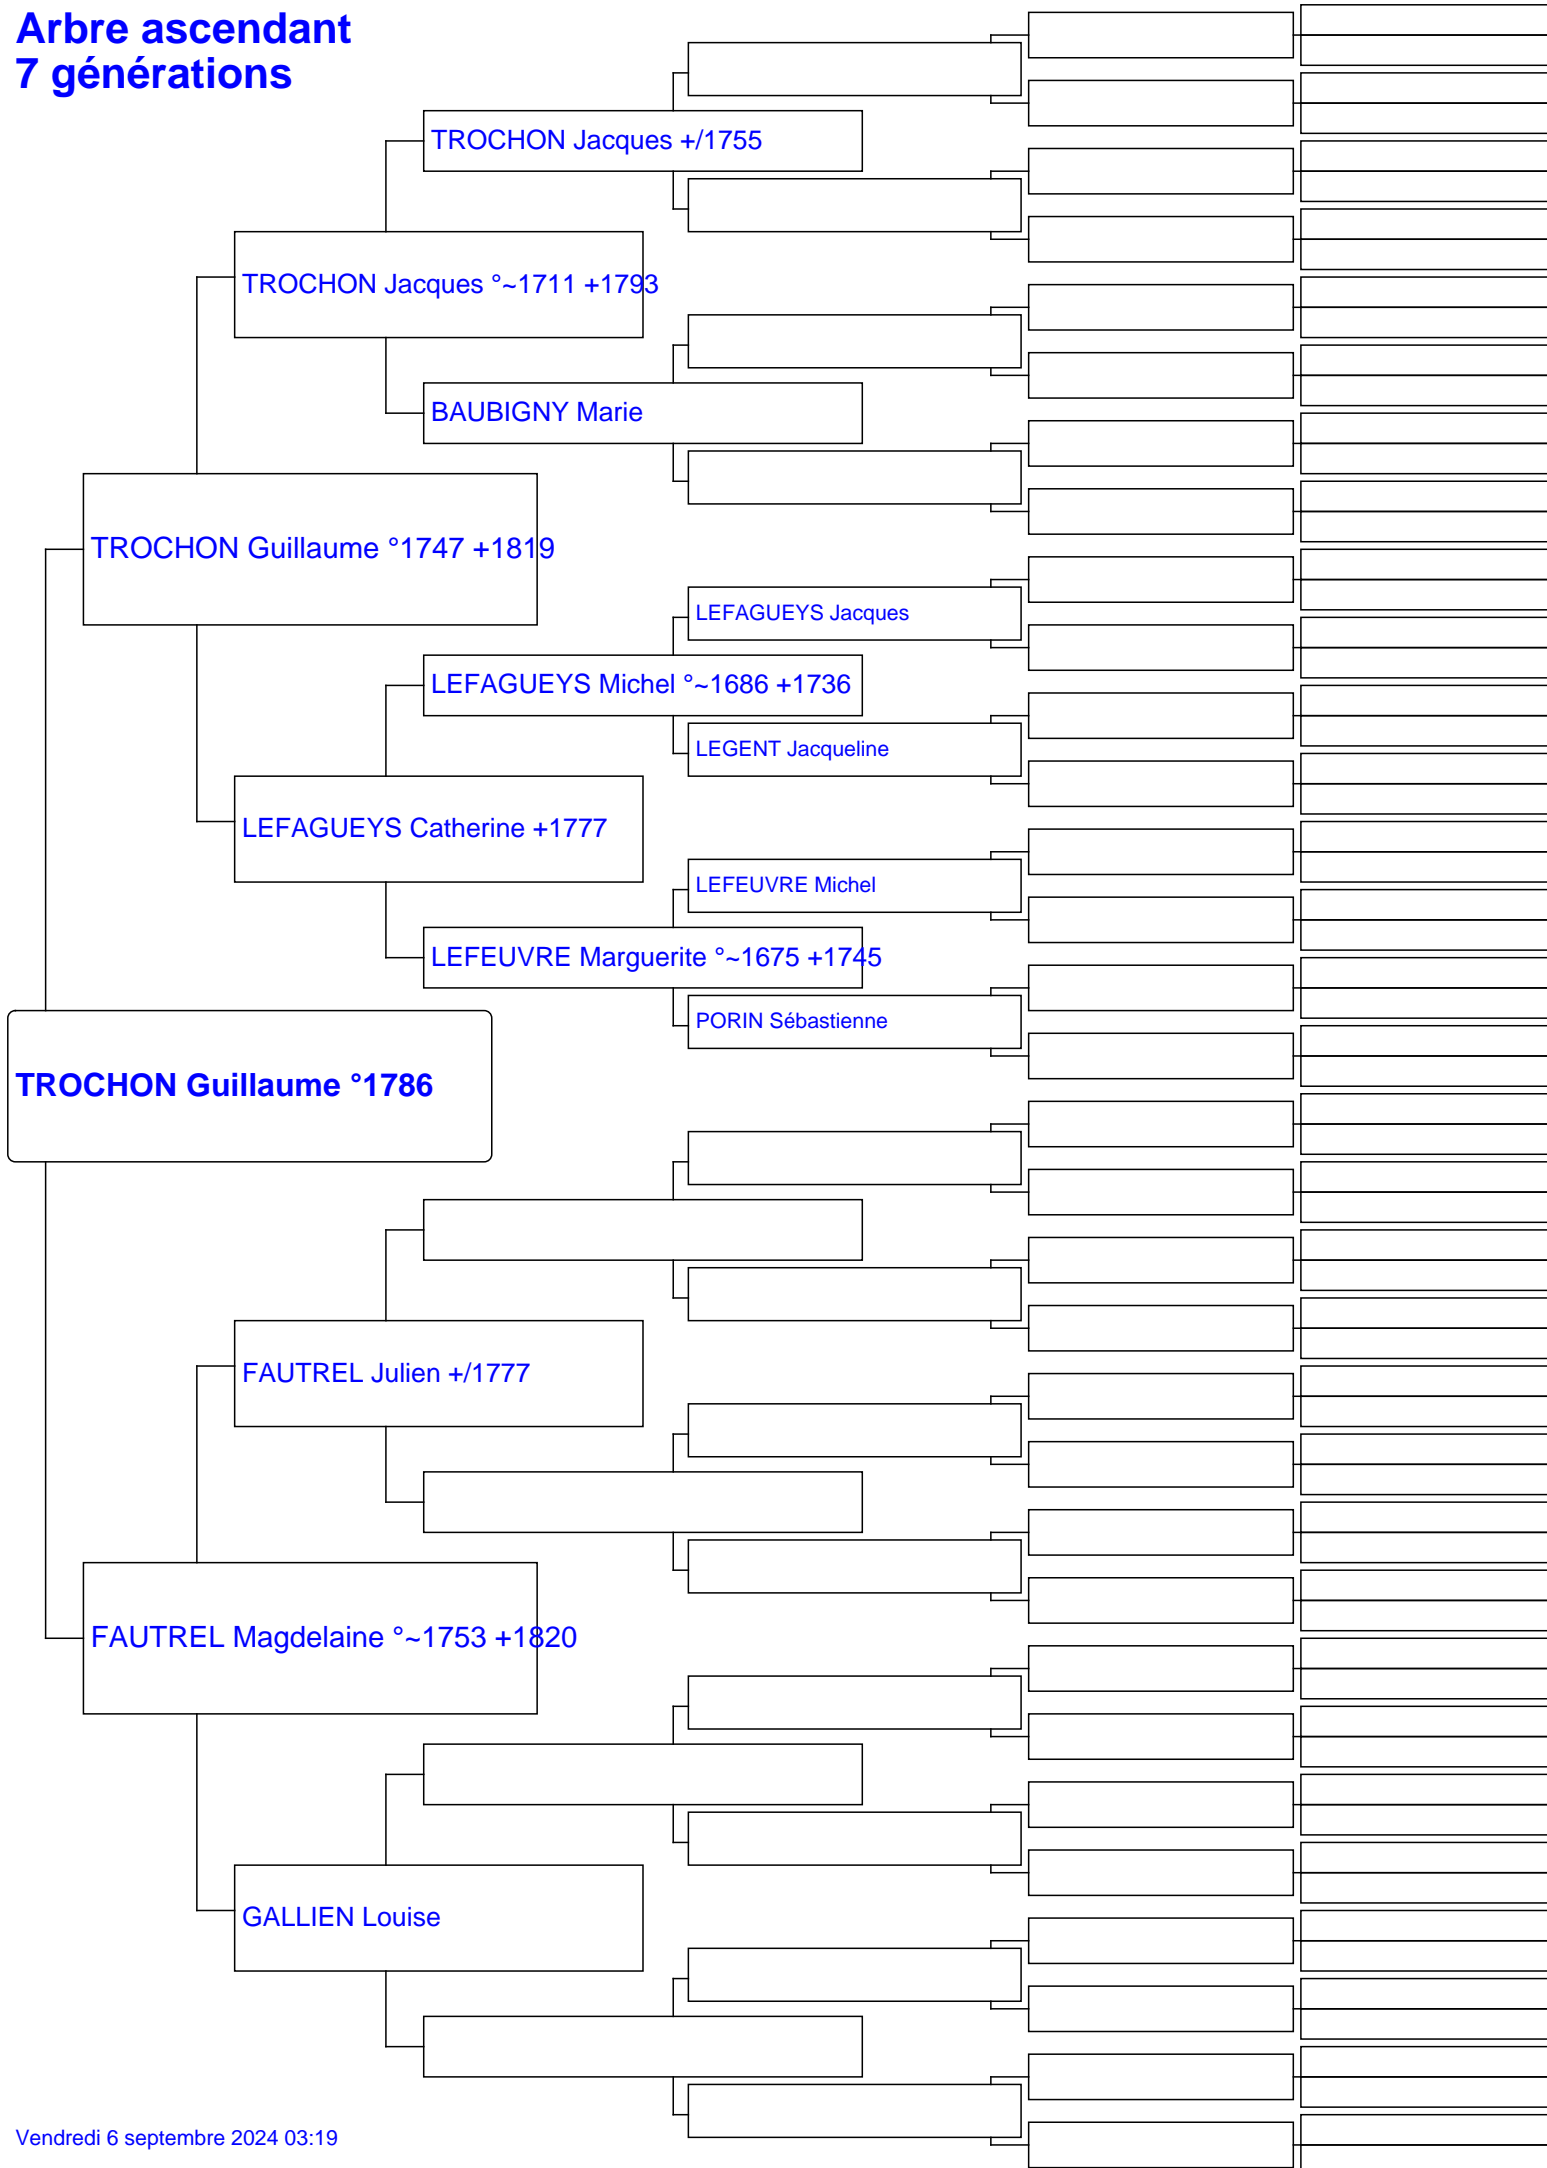 Arbre ascendant
7 générations
TROCHON Jacques +/1755
TROCHON Jacques °~1711 +1793
BAUBIGNY Marie
TROCHON Guillaume °1747 +1819
LEFAGUEYS Jacques
LEFAGUEYS Michel °~1686 +1736
LEGENT Jacqueline
LEFAGUEYS Catherine +1777
LEFEUVRE Michel
LEFEUVRE Marguerite °~1675 +1745
PORIN Sébastienne
TROCHON Guillaume °1786
FAUTREL Julien +/1777
FAUTREL Magdelaine °~1753 +1820
GALLIEN Louise
Vendredi 6 septembre 2024 03:19